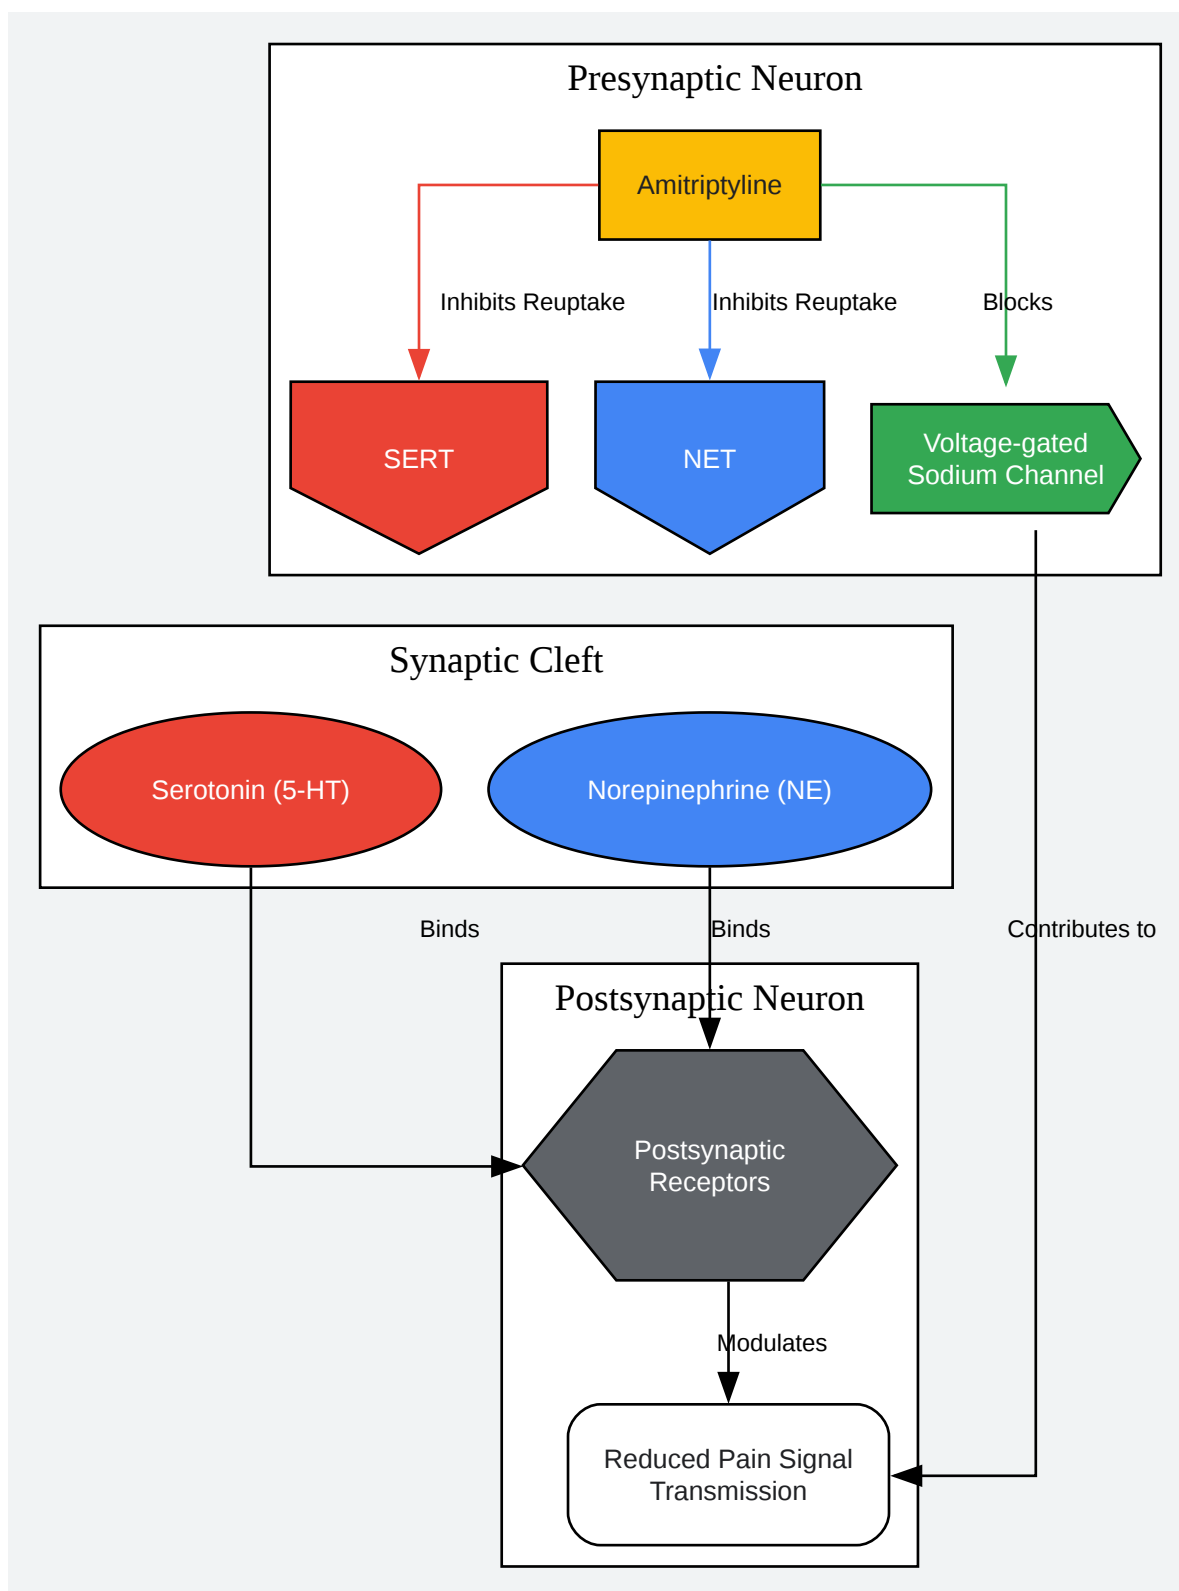 Presynaptic Neuron
Amitriptyline
Inhibits Reuptake
Inhibits Reuptake
Blocks
SERT
NET
Voltage-gated
Sodium Channel
Synaptic Cleft
Serotonin (5-HT)
Norepinephrine (NE)
Binds
Binds
Contributes to
Postsynaptic Neuron
Postsynaptic
Receptors
Modulates
Reduced Pain Signal
Transmission